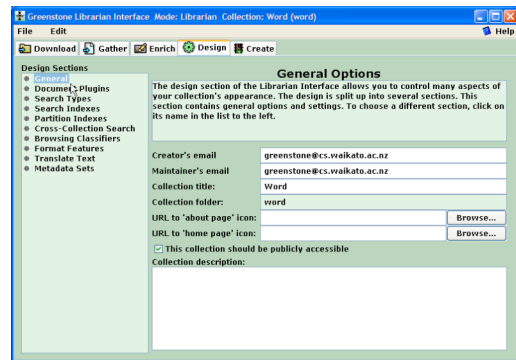 Greenstone Librarian Interface Mode: Librarian Collection: Word (word)
File Edit Help
Download Gather Enrich Design Create
Design Sections
General
Document Plugins
Search Types
Search Indexes
Partition Indexes
Cross-Collection Search
Browsing Classifiers
Format Features
Translate Text
Metadata Sets
General Options
The design section of the Librarian Interface allows you to control many aspects of
your collection's appearance. The design is split up into several sections. This
section contains general options and settings. To choose a different section, click on
its name in the list to the left.
Creator's email greenstone@cs.waikato.ac.nz
Maintainer's email greenstone@cs.waikato.ac.nz
Collection title: Word
Collection folder: word
URL to 'about page' icon: Browse...
URL to 'home page' icon: Browse...
This collection should be publicly accessible
Collection description: